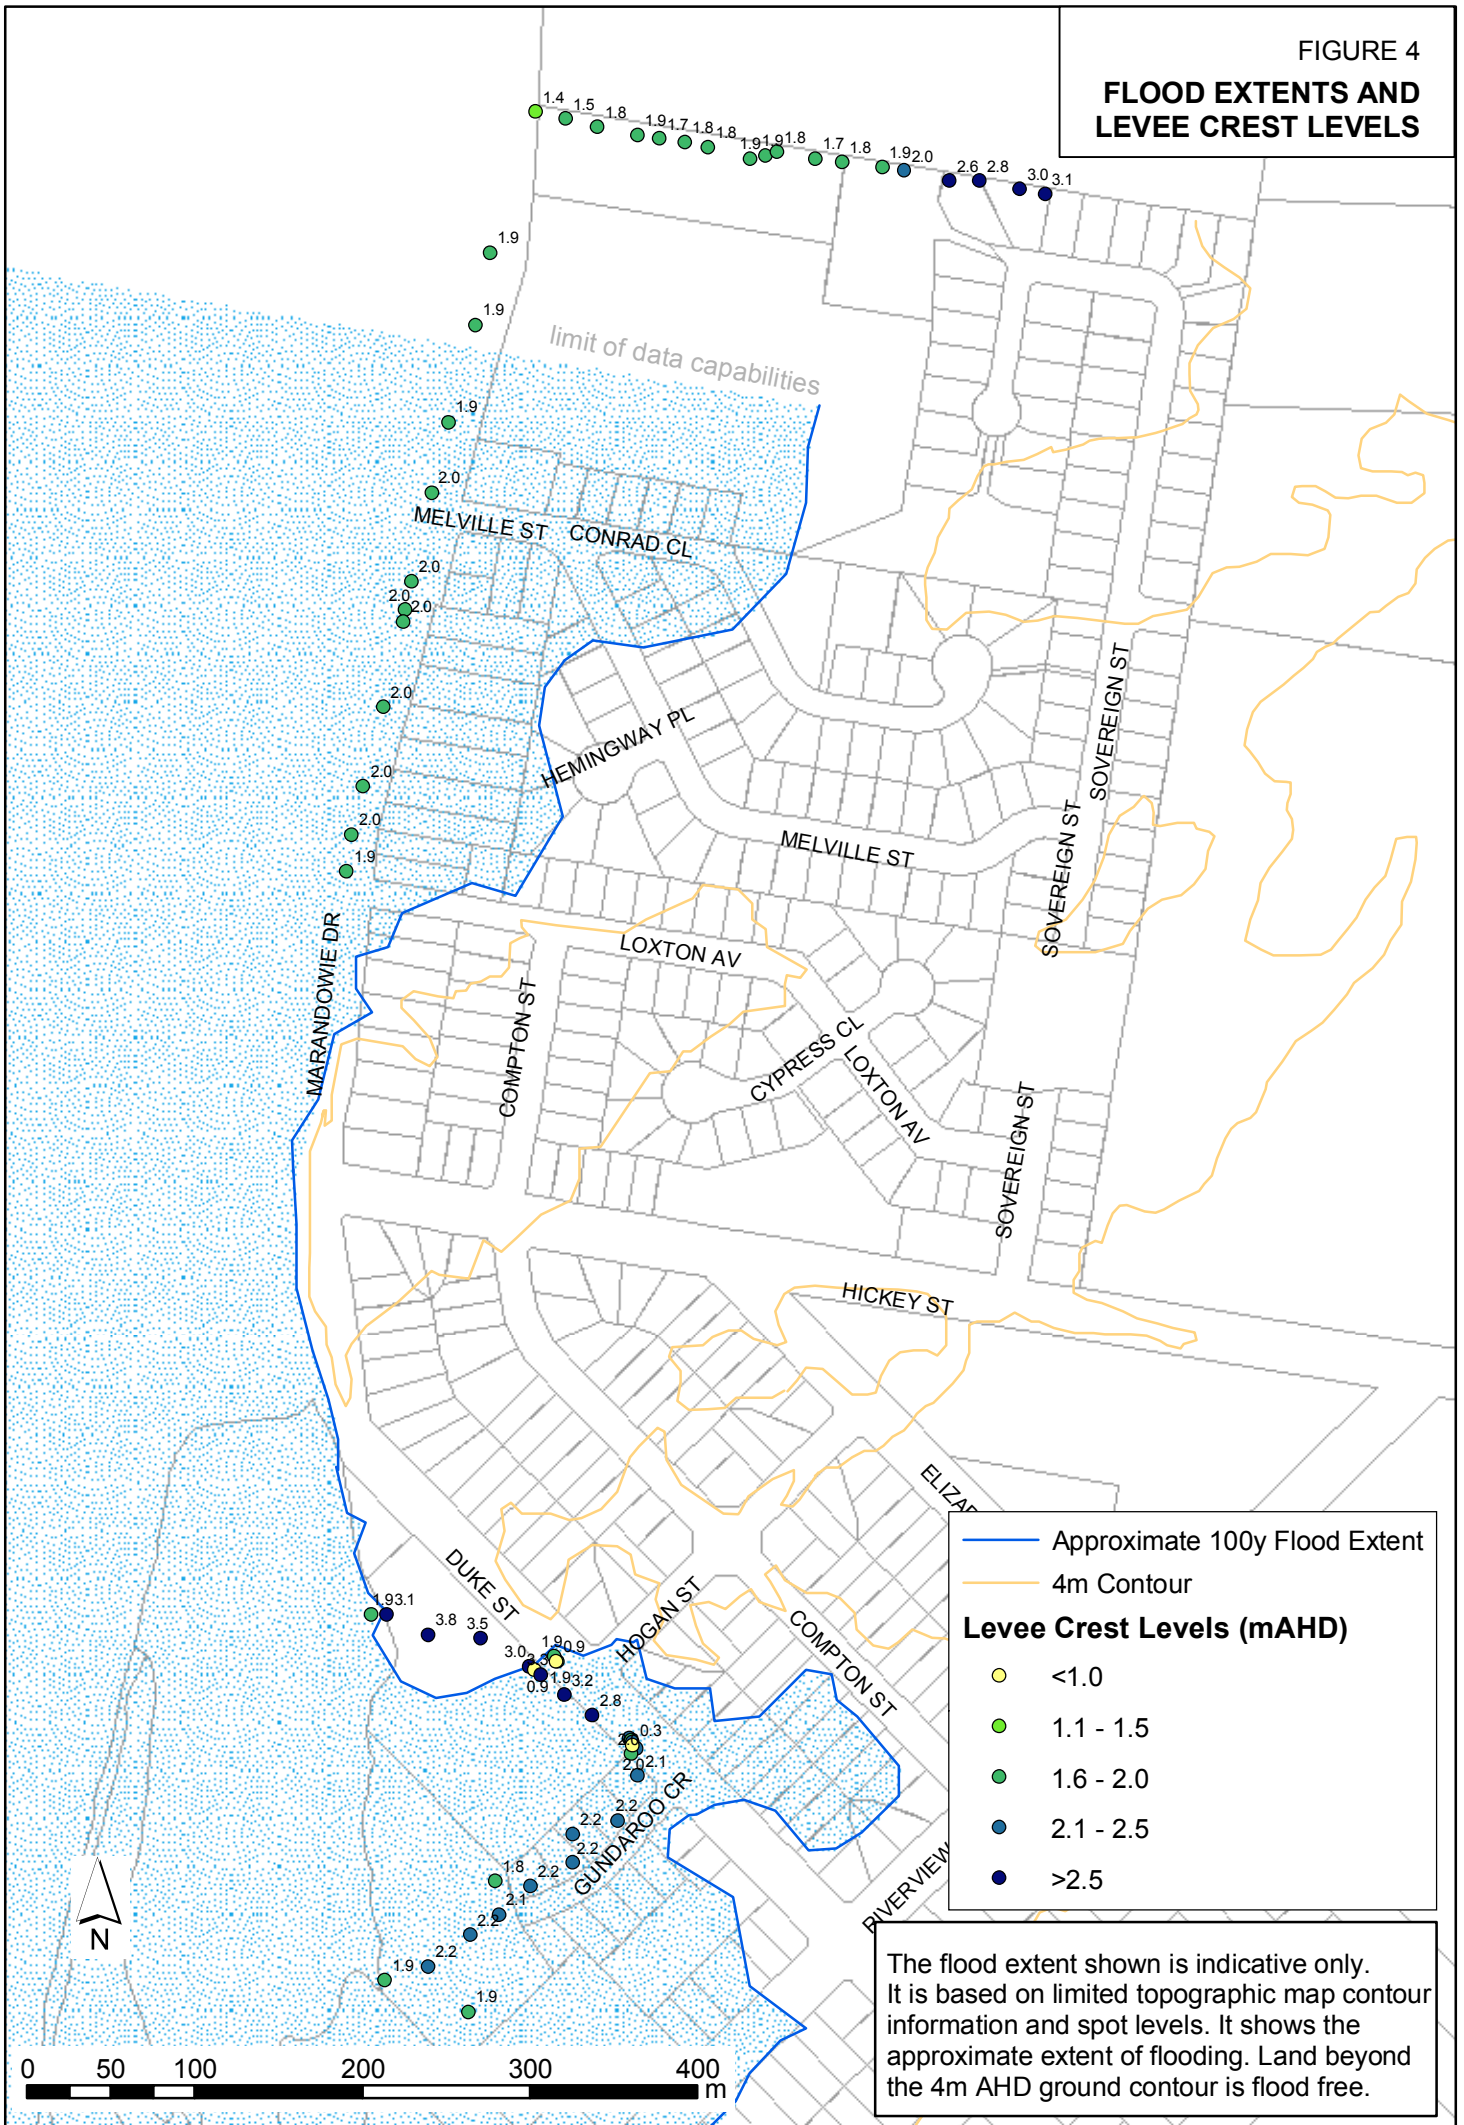 FIGURE 4
FLOOD EXTENTS AND
LEVEE CREST LEVELS
1.4
1.5
1.8
1.9
1.7
1.8
1.8
1.9
1.9
1.8
1.7
1.8
1.9
2.0
2.6
2.8
3.0
3.1
1.9
1.9
limit of data capabilities
1.9
2.0
MELVILLE ST
CONRAD CL
2.0
2.0
2.0
2.0
HEMINGWAY PL
SOVEREIGN ST
2.0
2.0
1.9
MELVILLE ST
SOVEREIGN ST
MARANDOWIE DR
LOXTON AV
COMPTON ST
CYPRESS CL
LOXTON AV
SOVEREIGN ST
HICKEY ST
DUKE ST
HOGAN ST
COMPTON ST
1.9
3.1
3.8
3.5
3.0
0.9
1.9
0.9
1.9
3.2
2.8
0.3
2.0
2.1
GUNDAROO CR
2.2
2.2
2.2
2.2
1.8
2.1
2.2
2.2
1.9
1.9
RIVERVIEW
Approximate 100y Flood Extent
4m Contour
Levee Crest Levels (mAHD)
<1.0
1.1 - 1.5
1.6 - 2.0
2.1 - 2.5
>2.5
N
0 50 100 200 300 400
m
The flood extent shown is indicative only.
It is based on limited topographic map contour
information and spot levels. It shows the
approximate extent of flooding. Land beyond
the 4m AHD ground contour is flood free.